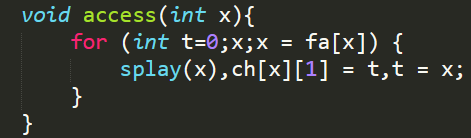 void access(int x){
    for (int t=0;x;x = fa[x]) {
        splay(x),ch[x][1] = t,t = x;
    }
}